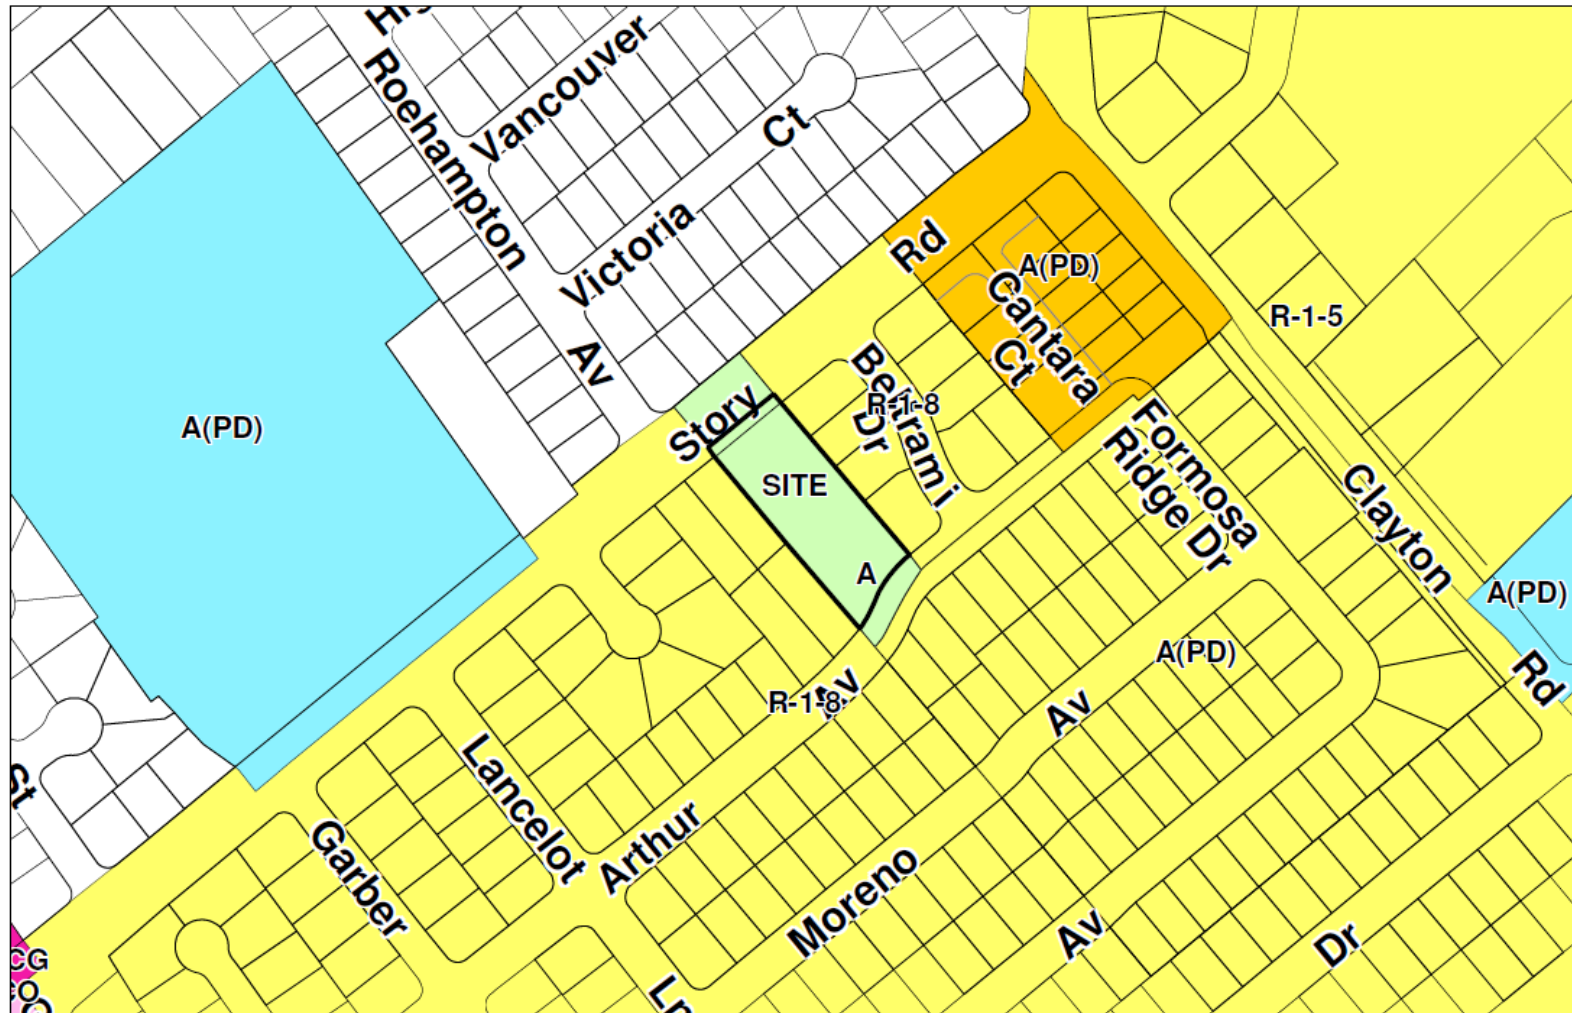 Roehampton
Av
Vancouver
Victoria
Ct
Story
Rd
A(PD)
Cantara
Ct
R-1-5
A(PD)
Beltrami
Dr
R-1-8
SITE
A
Formosa
Ridge Dr
Clayton
Rd
A(PD)
A(PD)
R-1-8
Av
Av
Lancelot
Ln
Arthur
Garber
Moreno
Av
Dr
St
CG